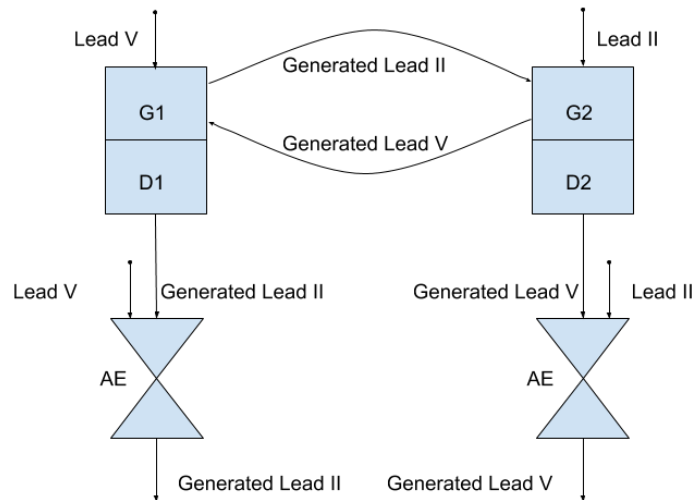 Lead V
Lead II
Generated Lead II
G1
G2
Generated Lead V
D1
D2
Lead V
Generated Lead II
Generated Lead V
Lead II
AE
AE
Generated Lead II
Generated Lead V